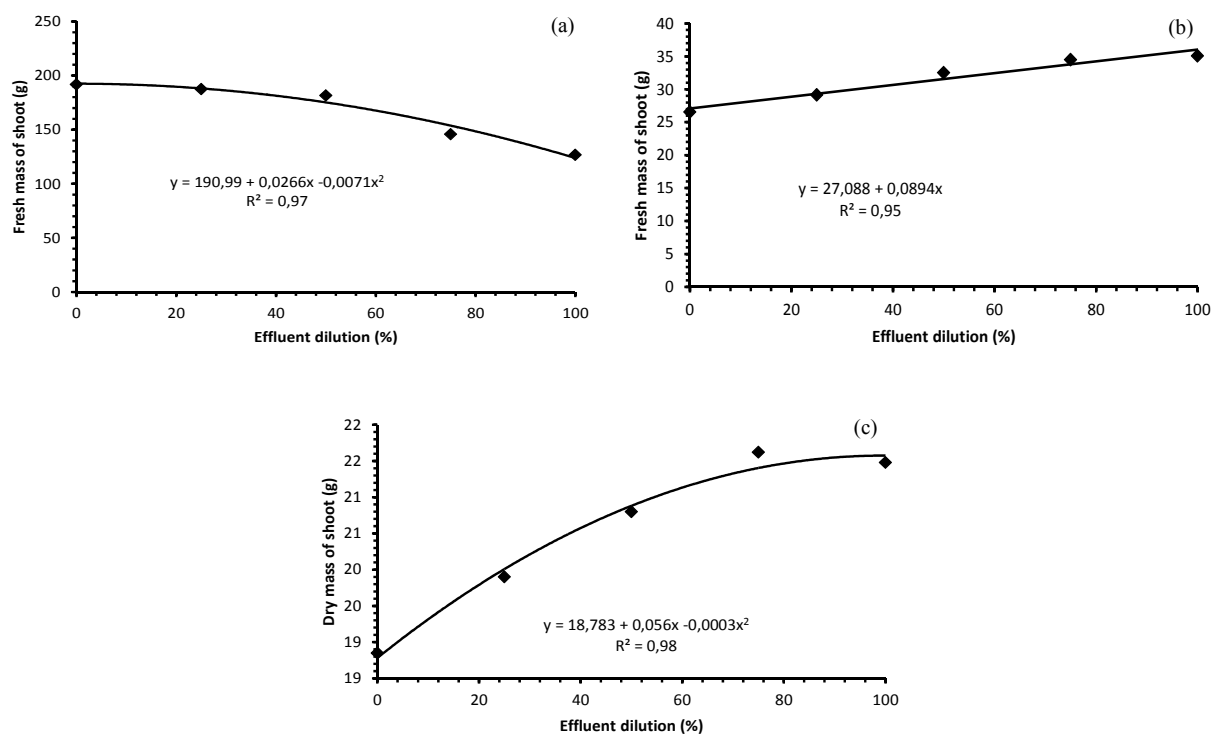 (a)
Fresh mass of shoot (g)
250
200
150
100
50
0
y = 190,99 + 0,0266x -0,0071x²
R² = 0,97
0 20 40 60 80 100
Effluent dilution (%)
(b)
Fresh mass of shoot (g)
40
35
30
25
20
15
10
5
0
y = 27,088 + 0,0894x
R² = 0,95
0 20 40 60 80 100
Effluent dilution (%)
(c)
Dry mass of shoot (g)
22
22
21
21
20
20
19
19
y = 18,783 + 0,056x -0,0003x²
R² = 0,98
0 20 40 60 80 100
Effluent dilution (%)